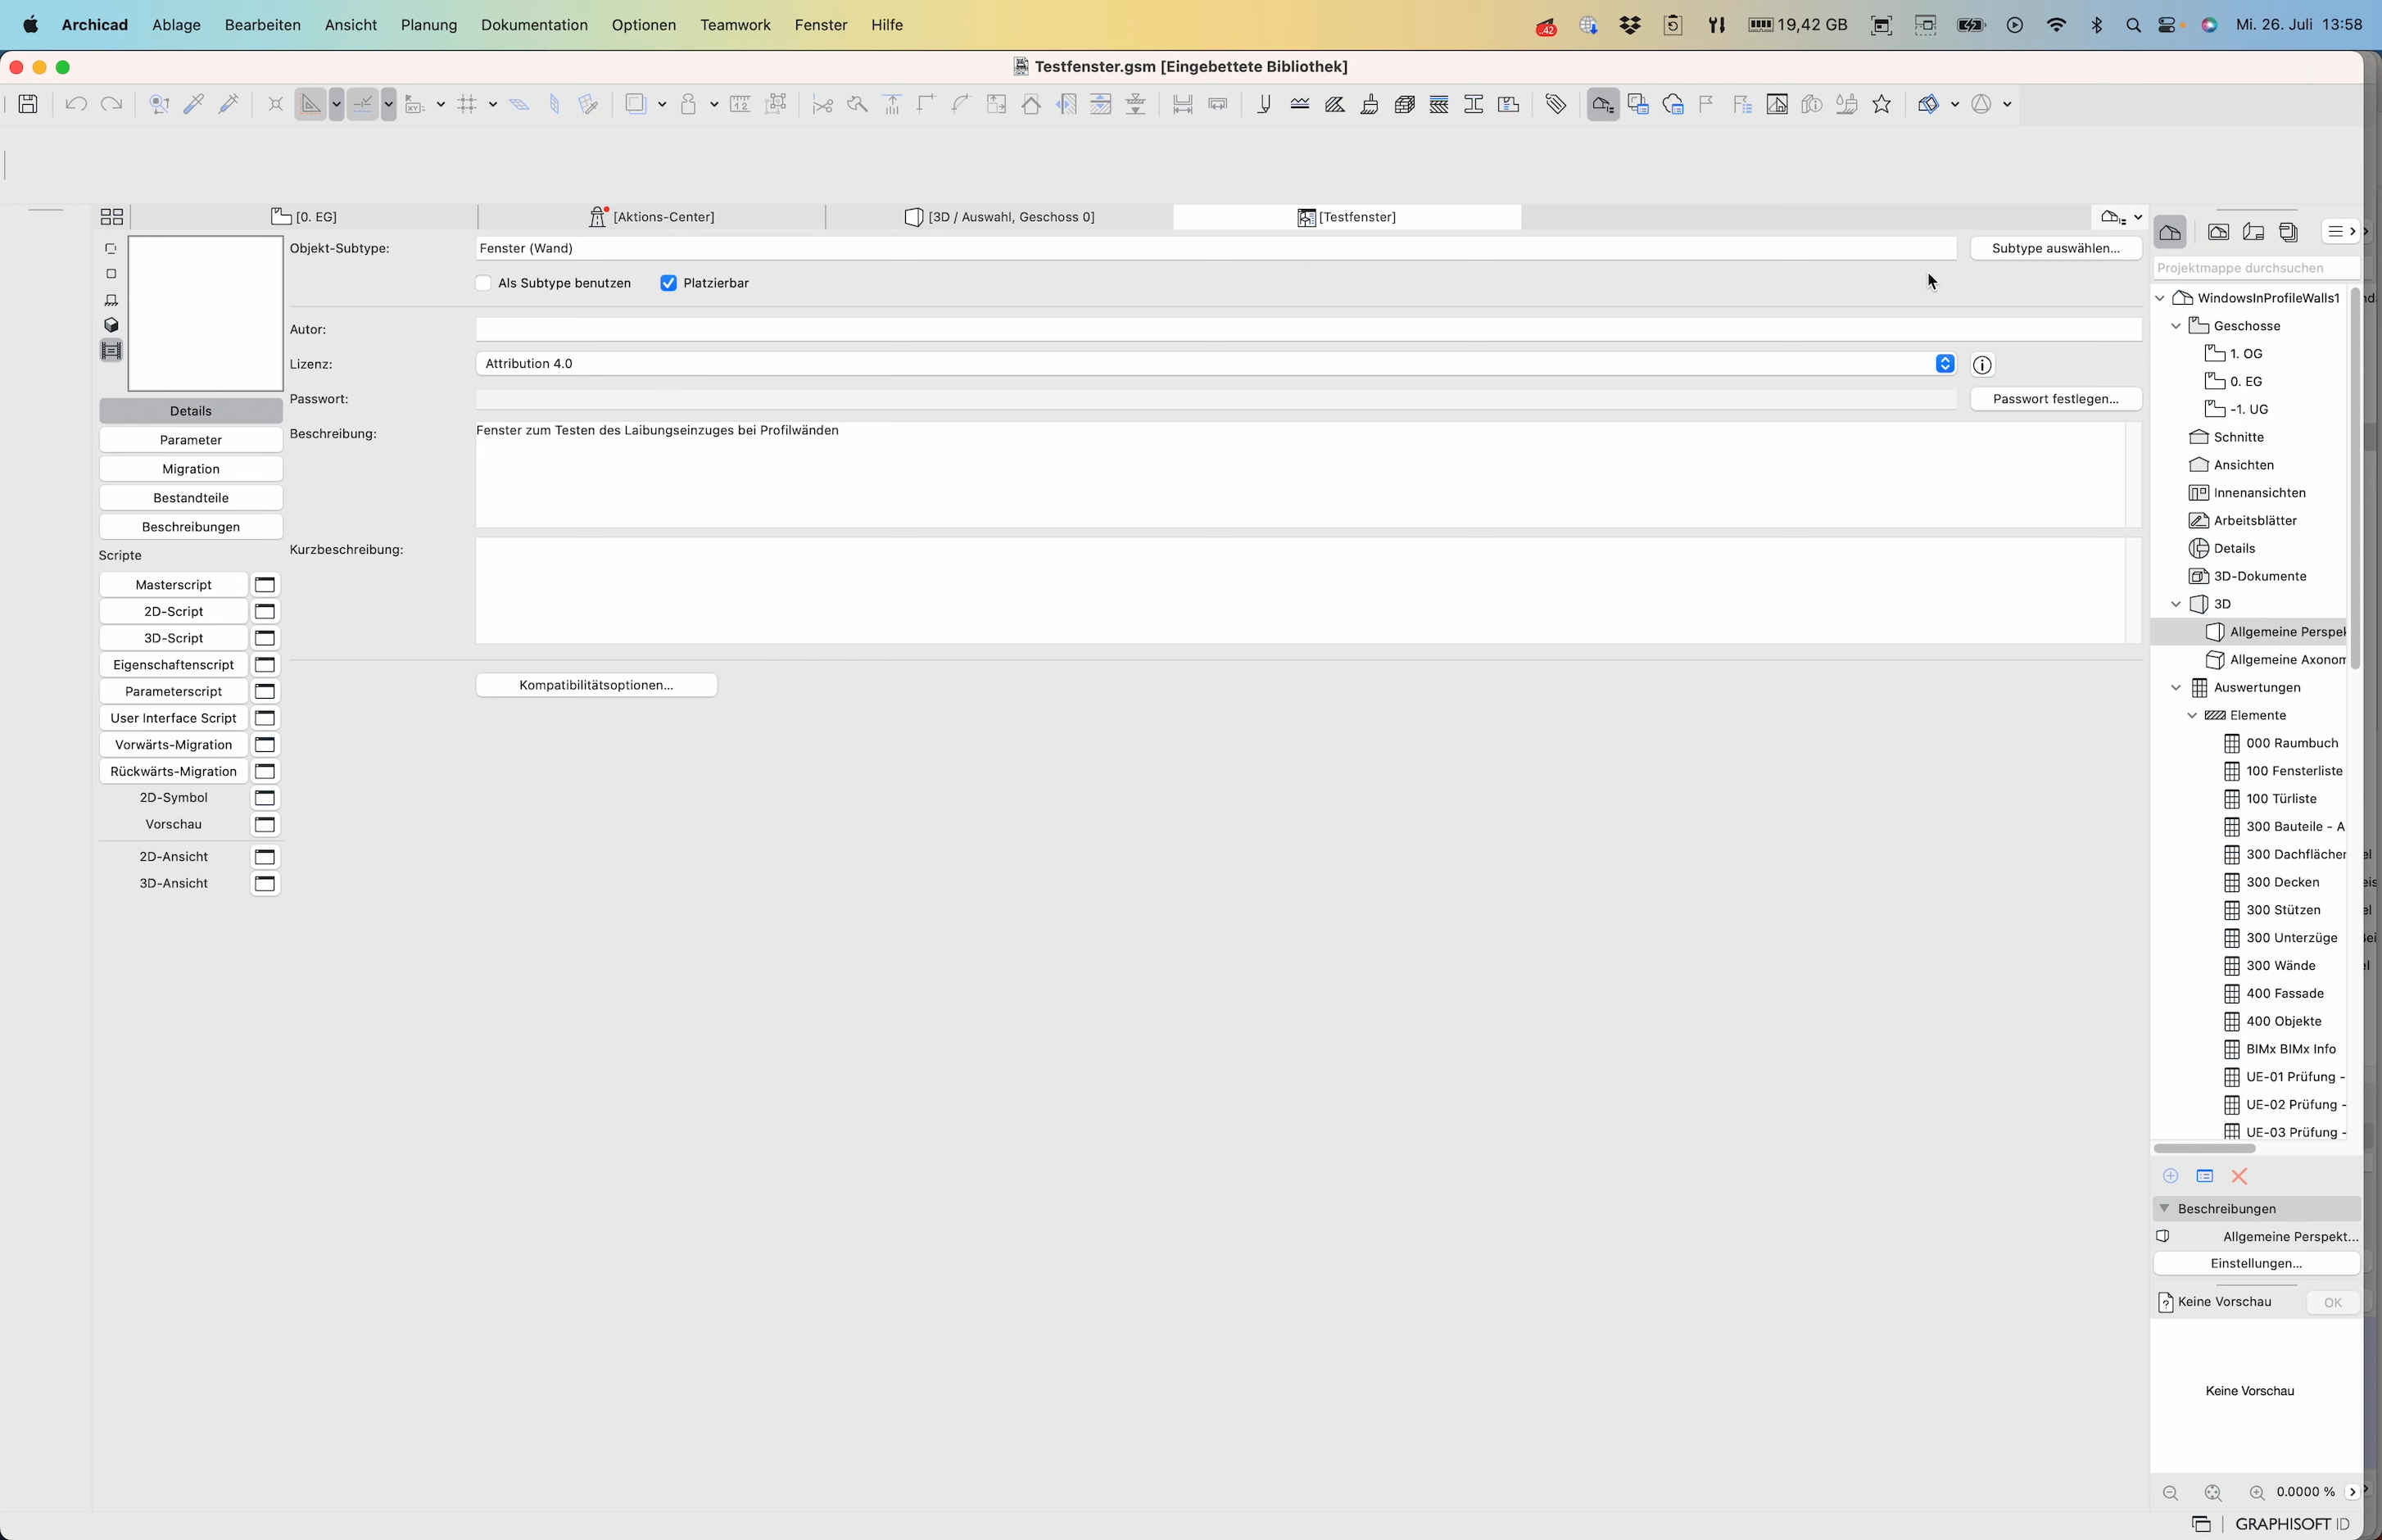 Archicad Ablage Bearbeiten Ansicht Planung Dokumentation Optionen Teamwork Fenster Hilfe 42 19,42 GB Mi. 26. Juli 13:58
Testfenster.gsm [Eingebettete Bibliothek]
[0. EG] [Aktions-Center] [3D / Auswahl, Geschoss 0] [Testfenster]
Objekt-Subtype: Fenster (Wand) Subtype auswählen...
Als Subtype benutzen Platzierbar
Autor:
Lizenz: Attribution 4.0
Passwort: Passwort festlegen...
Beschreibung: Fenster zum Testen des Laibungseinzuges bei Profilwänden
Kurzbeschreibung:
Kompatibilitätsoptionen...
Details
Parameter
Migration
Bestandteile
Beschreibungen
Scripte
Masterscript
2D-Script
3D-Script
Eigenschaftenscript
Parameterscript
User Interface Script
Vorwärts-Migration
Rückwärts-Migration
2D-Symbol
Vorschau
2D-Ansicht
3D-Ansicht
Projektmappe durchsuchen
WindowsInProfileWalls1
Geschosse
1. OG
0. EG
-1. UG
Schnitte
Ansichten
Innenansichten
Arbeitsblätter
Details
3D-Dokumente
3D
Allgemeine Perspek
Allgemeine Axonom
Auswertungen
Elemente
000 Raumbuch
100 Fensterliste
100 Türliste
300 Bauteile - A
300 Dachflächen
300 Decken
300 Stützen
300 Unterzüge
300 Wände
400 Fassade
400 Objekte
BIMx BIMx Info
UE-01 Prüfung -
UE-02 Prüfung -
UE-03 Prüfung -
Beschreibungen
Allgemeine Perspekt...
Einstellungen...
Keine Vorschau OK
Keine Vorschau
0.0000 %
GRAPHISOFT ID